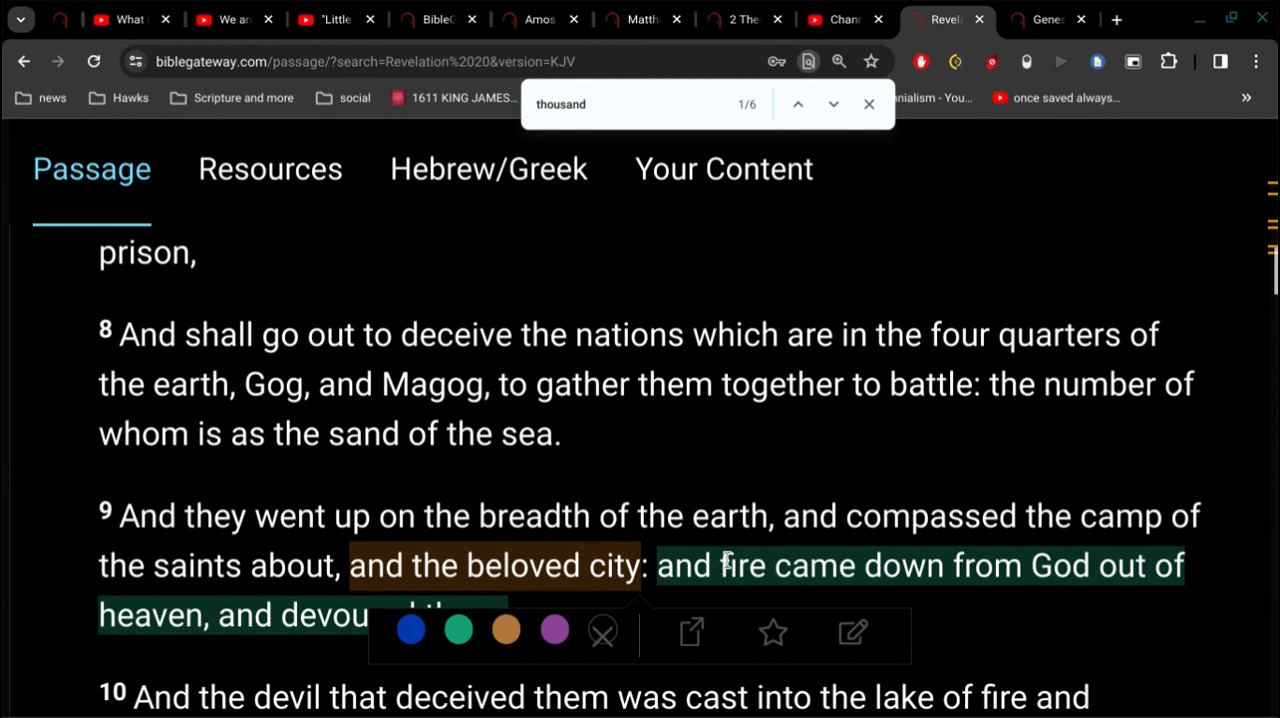 What i
We are
"Little
BibleG
Amos
Matth
2 The
Chan
Revel
Genes
biblegateway.com/passage/?search=Revelation%2020&version=KJV
news
Hawks
Scripture and more
social
1611 KING JAMES...
nialism - You...
once saved always...
thousand
1/6
Passage
Resources
Hebrew/Greek
Your Content
prison,
8 And shall go out to deceive the nations which are in the four quarters of
the earth, Gog, and Magog, to gather them together to battle: the number of
whom is as the sand of the sea.
9 And they went up on the breadth of the earth, and compassed the camp of
the saints about, and the beloved city: and fire came down from God out of
heaven, and devou
10 And the devil that deceived them was cast into the lake of fire and